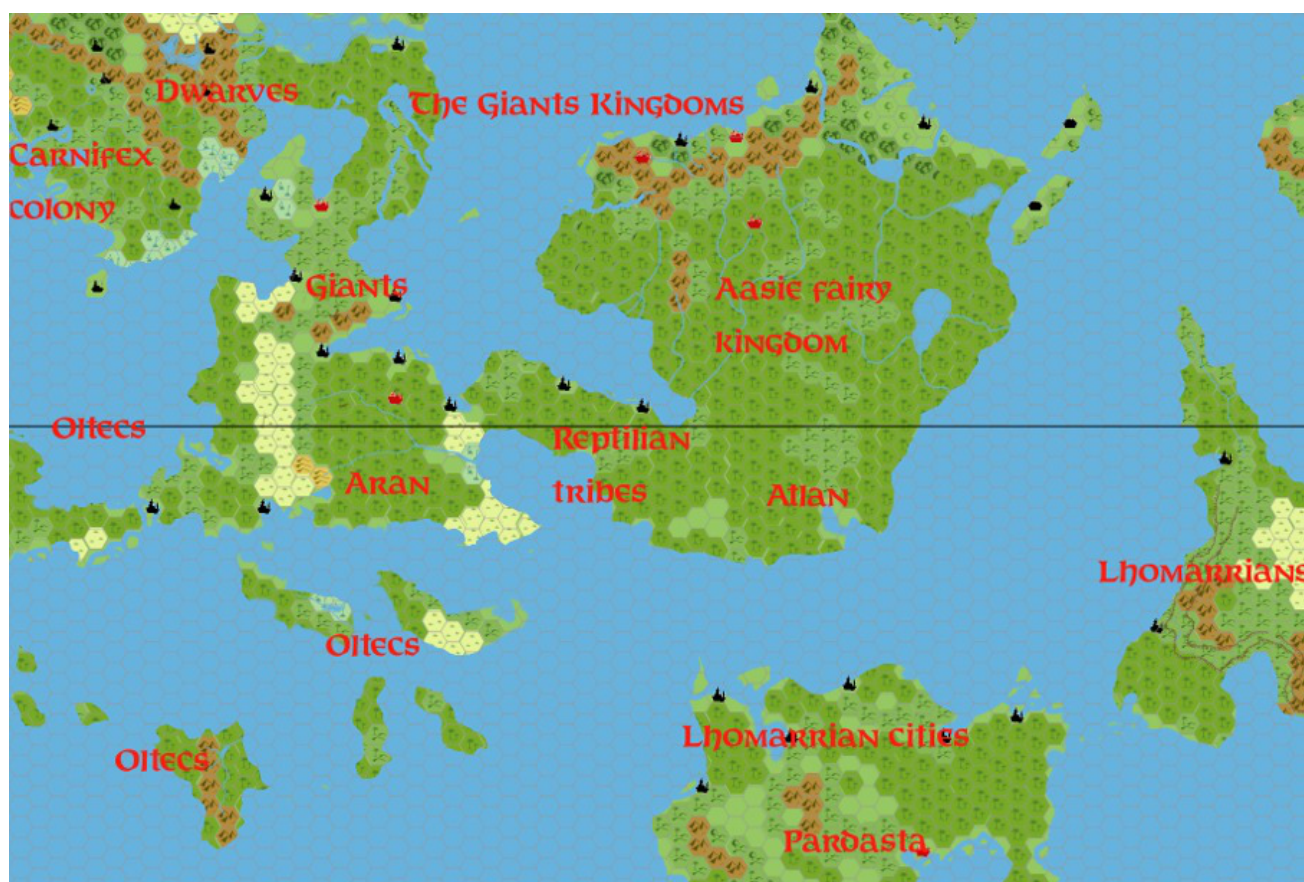 Dwarves
The Giants Kingdoms
Carnifex
colony
Giants
Aasie fairy
kingdom
Oltecs
Reptilian
tribes
Aran
Atlan
Lhomarrians
Oltecs
Lhomarrian cities
Oltecs
Pardasta